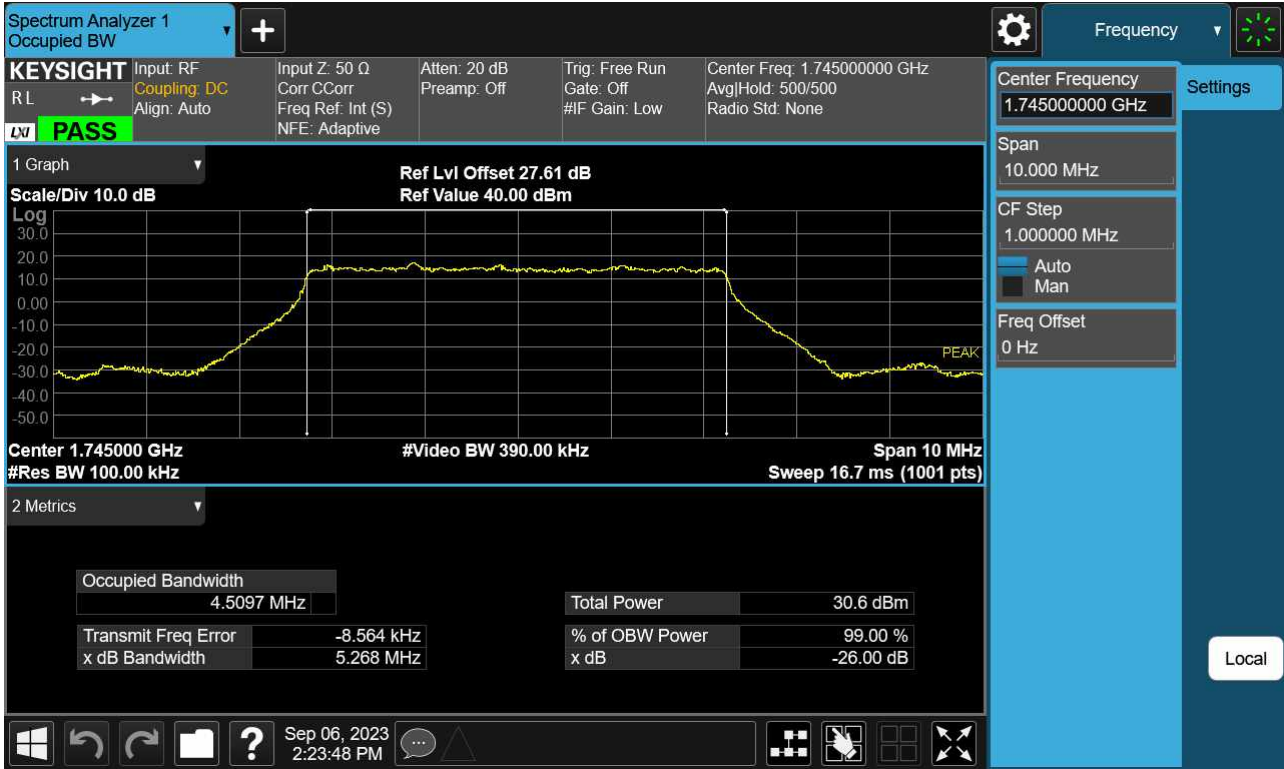 Spectrum Analyzer 1
Occupied BW
▼
+
Frequency ▼
KEYSIGHT
RL
LXI PASS
Input: RF
Coupling: DC
Align: Auto
Input Z: 50 Ω
Corr CCorr
Freq Ref: Int (S)
NFE: Adaptive
Atten: 20 dB
Preamp: Off
Trig: Free Run
Gate: Off
#IF Gain: Low
Center Freq: 1.745000000 GHz
Avg|Hold: 500/500
Radio Std: None
Center Frequency
1.745000000 GHz
Settings
Span
10.000 MHz
CF Step
1.000000 MHz
Auto
Man
Freq Offset
0 Hz
Local
1 Graph ▼
Scale/Div 10.0 dB
Ref Lvl Offset 27.61 dB
Ref Value 40.00 dBm
Log
30.0
20.0
10.0
0.00
-10.0
-20.0
-30.0
-40.0
-50.0
PEAK
Center 1.745000 GHz
#Video BW 390.00 kHz
Span 10 MHz
#Res BW 100.00 kHz
Sweep 16.7 ms (1001 pts)
2 Metrics ▼
Occupied Bandwidth
4.5097 MHz
Total Power 30.6 dBm
Transmit Freq Error -8.564 kHz
% of OBW Power 99.00 %
x dB Bandwidth 5.268 MHz
x dB -26.00 dB
?
Sep 06, 2023
2:23:48 PM